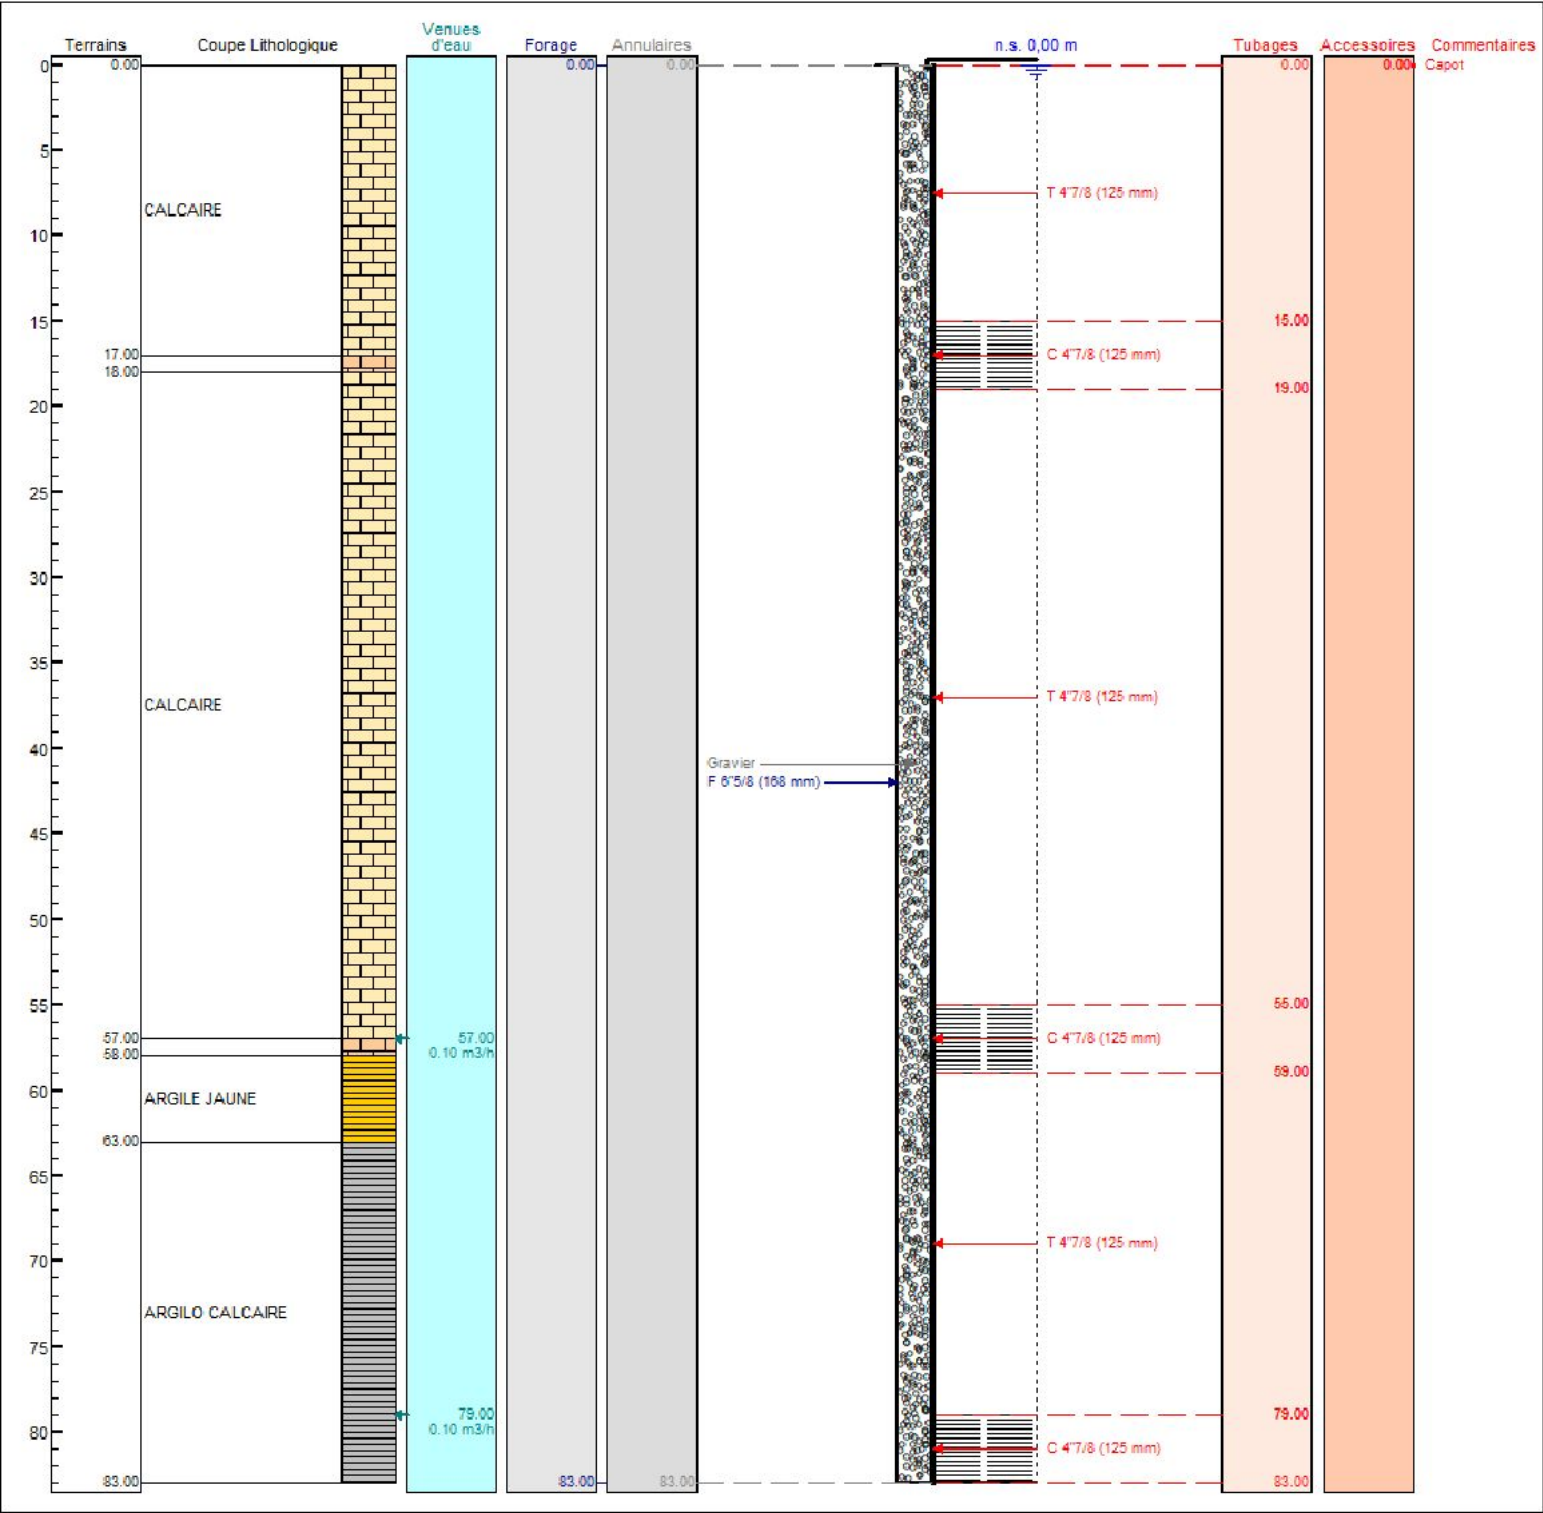 Terrains
Coupe Lithologique
Venues
d'eau
Forage
Annulaires
n.s. 0,00 m
Tubages
Accessoires
Commentaires
0
0.00
0.00
0.00
0.00
0.00
Capot
5
T 4"7/8 (125 mm)
CALCAIRE
10
15
15.00
17.00
C 4"7/8 (125 mm)
18.00
19.00
20
25
30
35
T 4"7/8 (125 mm)
CALCAIRE
40
Gravier
F 6"5/8 (168 mm)
45
50
55
55.00
57.00
57.00
C 4"7/8 (125 mm)
58.00
0.10 m3/h
59.00
60
ARGILE JAUNE
63.00
65
70
T 4"7/8 (125 mm)
ARGILO CALCAIRE
75
79.00
79.00
80
0.10 m3/h
C 4"7/8 (125 mm)
83.00
83.00
83.00
83.00